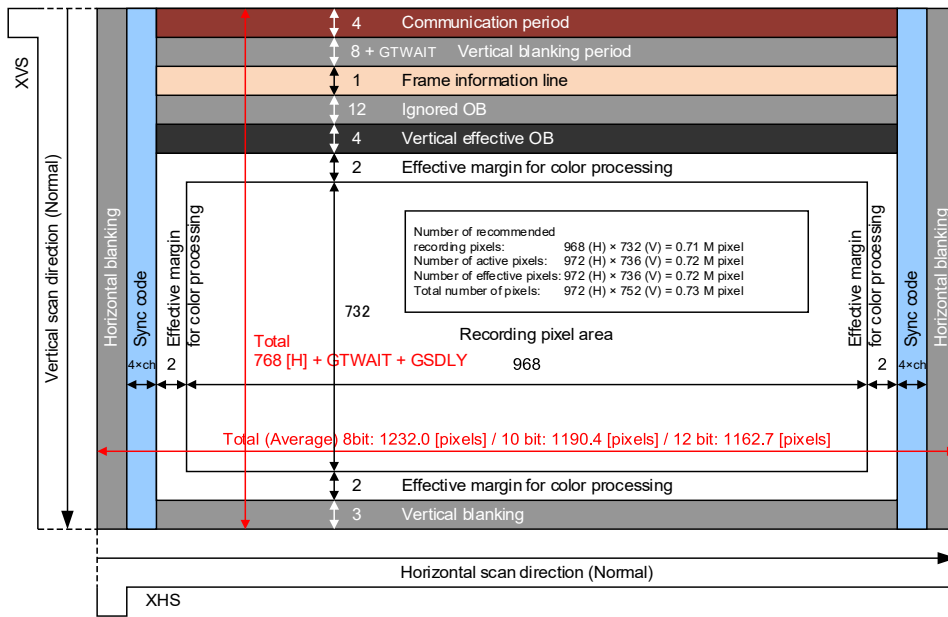 XVS
Vertical scan direction (Normal)
Horizontal blanking
Sync code
4×ch
4 Communication period
8 + GTWAIT Vertical blanking period
1 Frame information line
12 Ignored OB
4 Vertical effective OB
2 Effective margin for color processing
Effective margin
for color processing
2
Number of recommended
recording pixels: 968 (H) × 732 (V) = 0.71 M pixel
Number of active pixels: 972 (H) × 736 (V) = 0.72 M pixel
Number of effective pixels: 972 (H) × 736 (V) = 0.72 M pixel
Total number of pixels: 972 (H) × 752 (V) = 0.73 M pixel
732
Recording pixel area
968
Total
768 [H] + GTWAIT + GSDLY
Effective margin
for color processing
2
Sync code
4×ch
Horizontal blanking
Total (Average) 8bit: 1232.0 [pixels] / 10 bit: 1190.4 [pixels] / 12 bit: 1162.7 [pixels]
2 Effective margin for color processing
3 Vertical blanking
Horizontal scan direction (Normal)
XHS